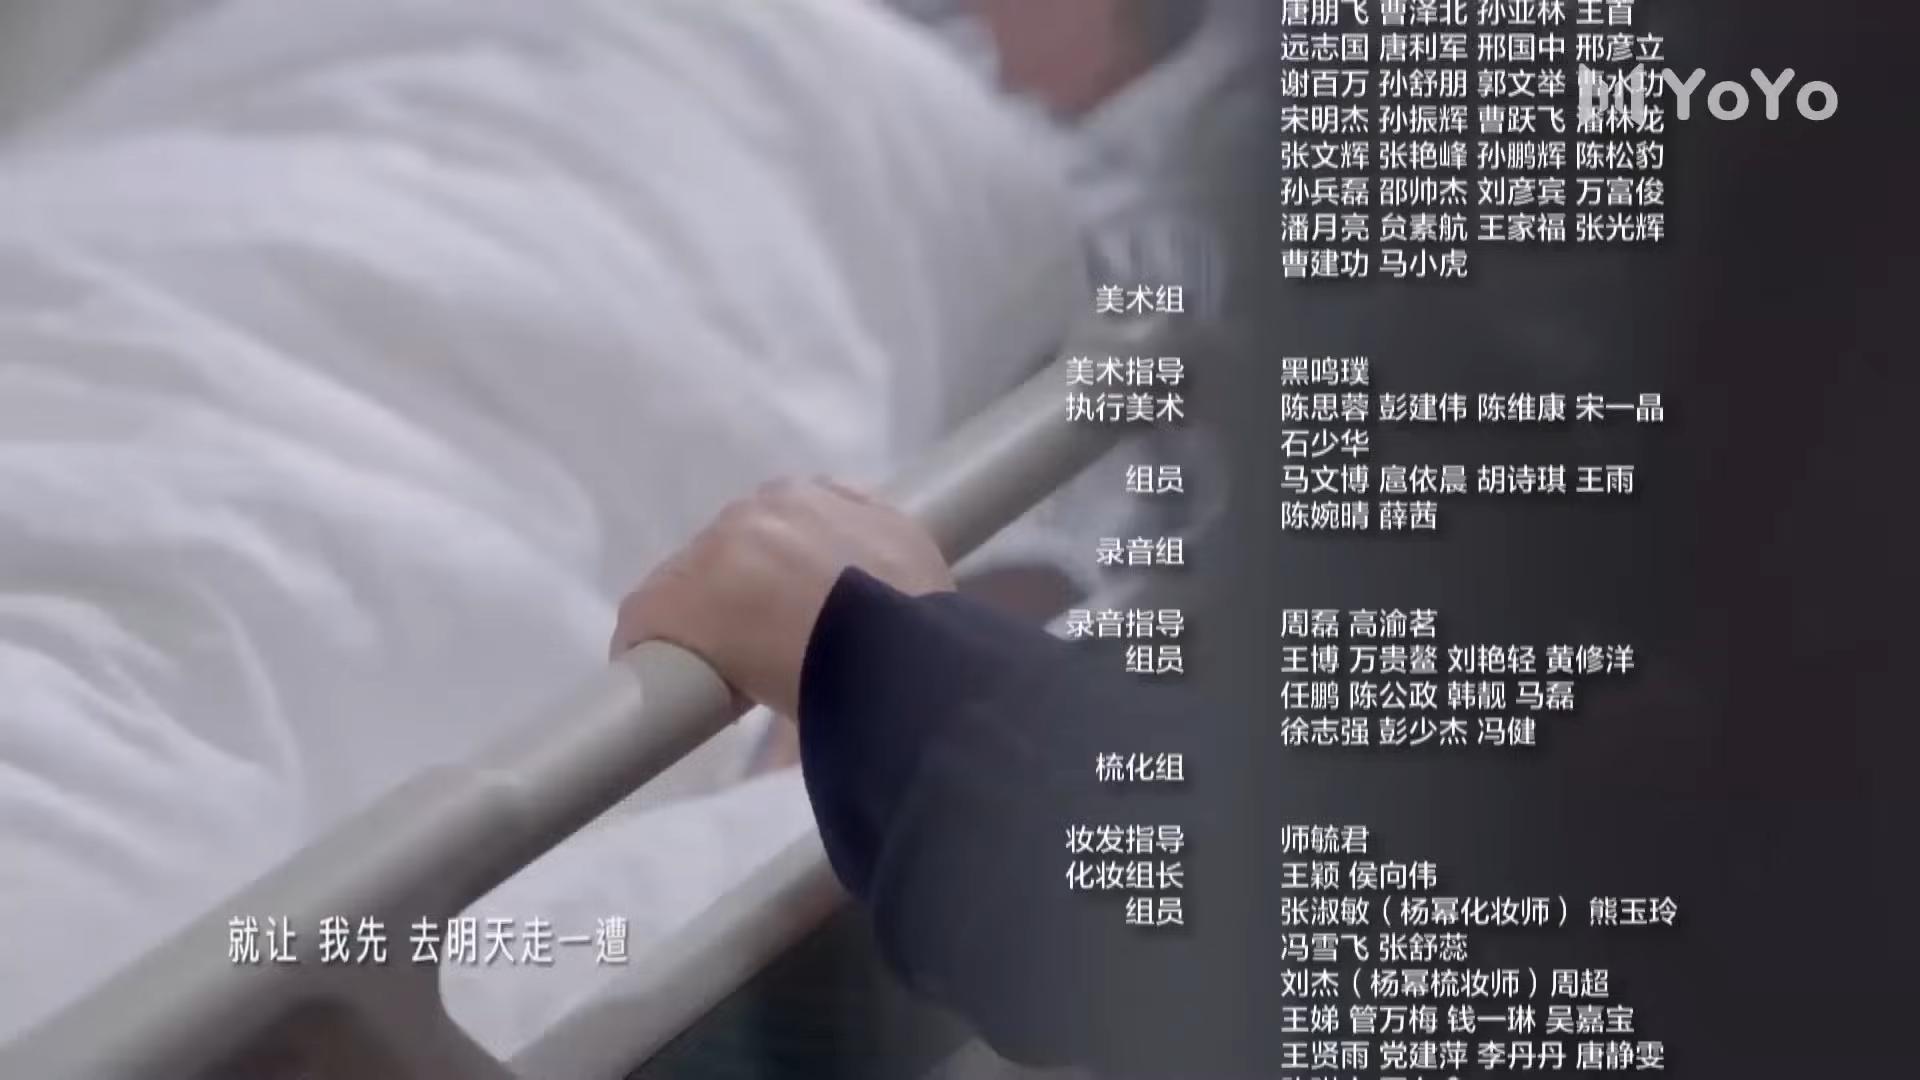 唐朋飞 曹泽北 孙亚林 王首
远志国 唐利军 邢国中 邢彦立
谢百万 孙舒朋 郭文举 曹水功
YoYo
宋明杰 孙振辉 曹跃飞 潘林龙
张文辉 张艳峰 孙鹏辉 陈松豹
孙兵磊 邵帅杰 刘彦宾 万富俊
潘月亮 贠素航 王家福 张光辉
曹建功 马小虎
美术组
美术指导 黑鸣璞
执行美术 陈思蓉 彭建伟 陈维康 宋一晶
石少华
组员 马文博 扈依晨 胡诗琪 王雨
陈婉晴 薛茜
录音组
录音指导 周磊 高渝茗
组员 王博 万贵鳌 刘艳轻 黄修洋
任鹏 陈公政 韩靓 马磊
徐志强 彭少杰 冯健
梳化组
妆发指导 师毓君
化妆组长 王颖 侯向伟
组员 张淑敏（杨幂化妆师） 熊玉玲
冯雪飞 张舒蕊
刘杰（杨幂梳妆师）周超
王娣 管万梅 钱一琳 吴嘉宝
王贤雨 党建萍 李丹丹 唐静雯
就让 我先 去明天走一遭